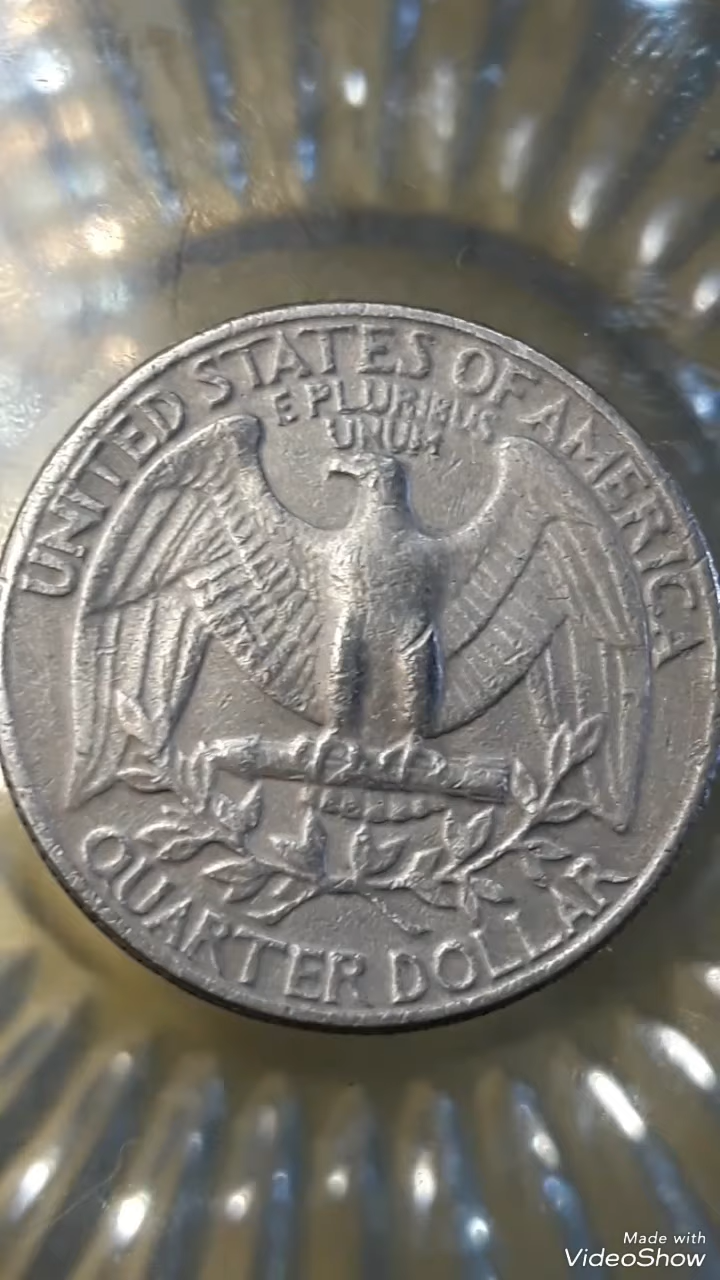 UNITED STATES OF AMERICA
E PLURIBUS
UNUM
QUARTER DOLLAR
Made with
VideoShow